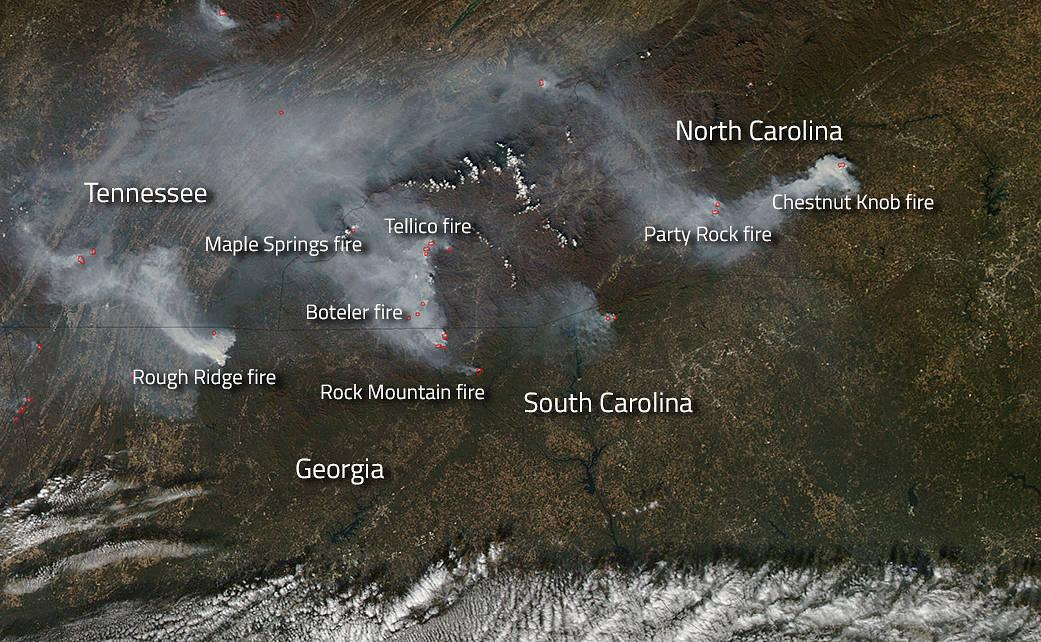 North Carolina
Tennessee
Chestnut Knob fire
Tellico fire
Party Rock fire
Maple Springs fire
Boteler fire
Rough Ridge fire
Rock Mountain fire
South Carolina
Georgia